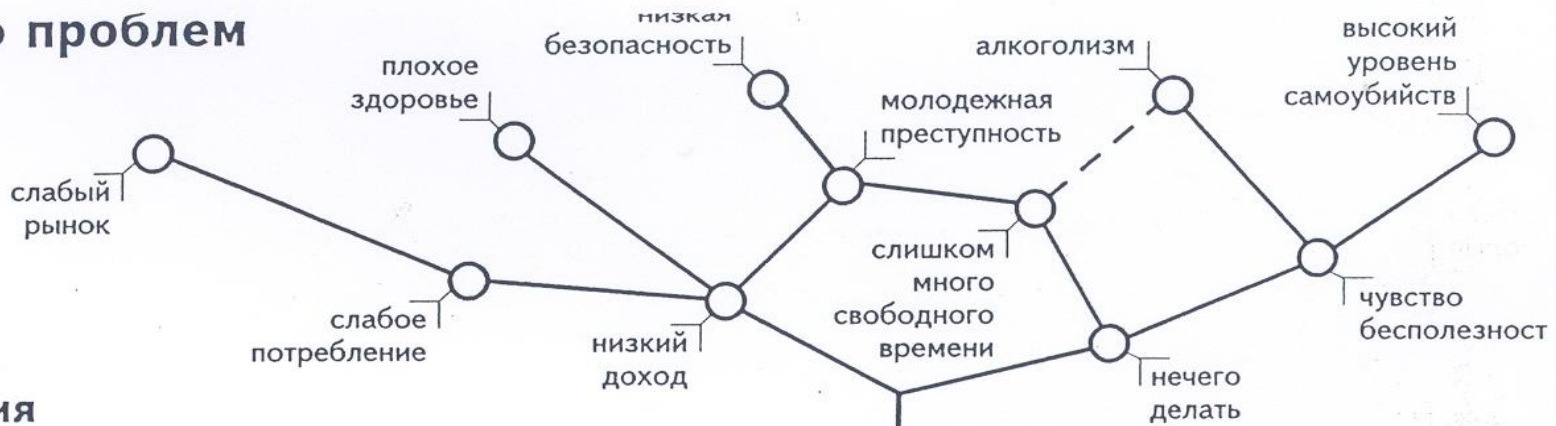 проблем
низкая
безопасность
алкоголизм
высокий
уровень
самоубийств
плохое
здоровье
молодежная
преступность
слабый
рынок
слишком
много
свободного
времени
слабое
потребление
низкий
доход
чувство
бесполезност
нечего
делать
ия